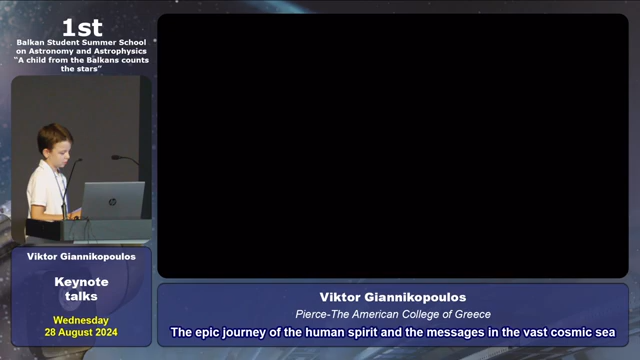 1st
Balkan Student Summer School
on Astronomy and Astrophysics
"A child from the Balkans counts
the stars"
hp
Viktor Giannikopoulos
Keynote
talks
Wednesday
28 August 2024
Viktor Giannikopoulos
Pierce-The American College of Greece
The epic journey of the human spirit and the messages in the vast cosmic sea